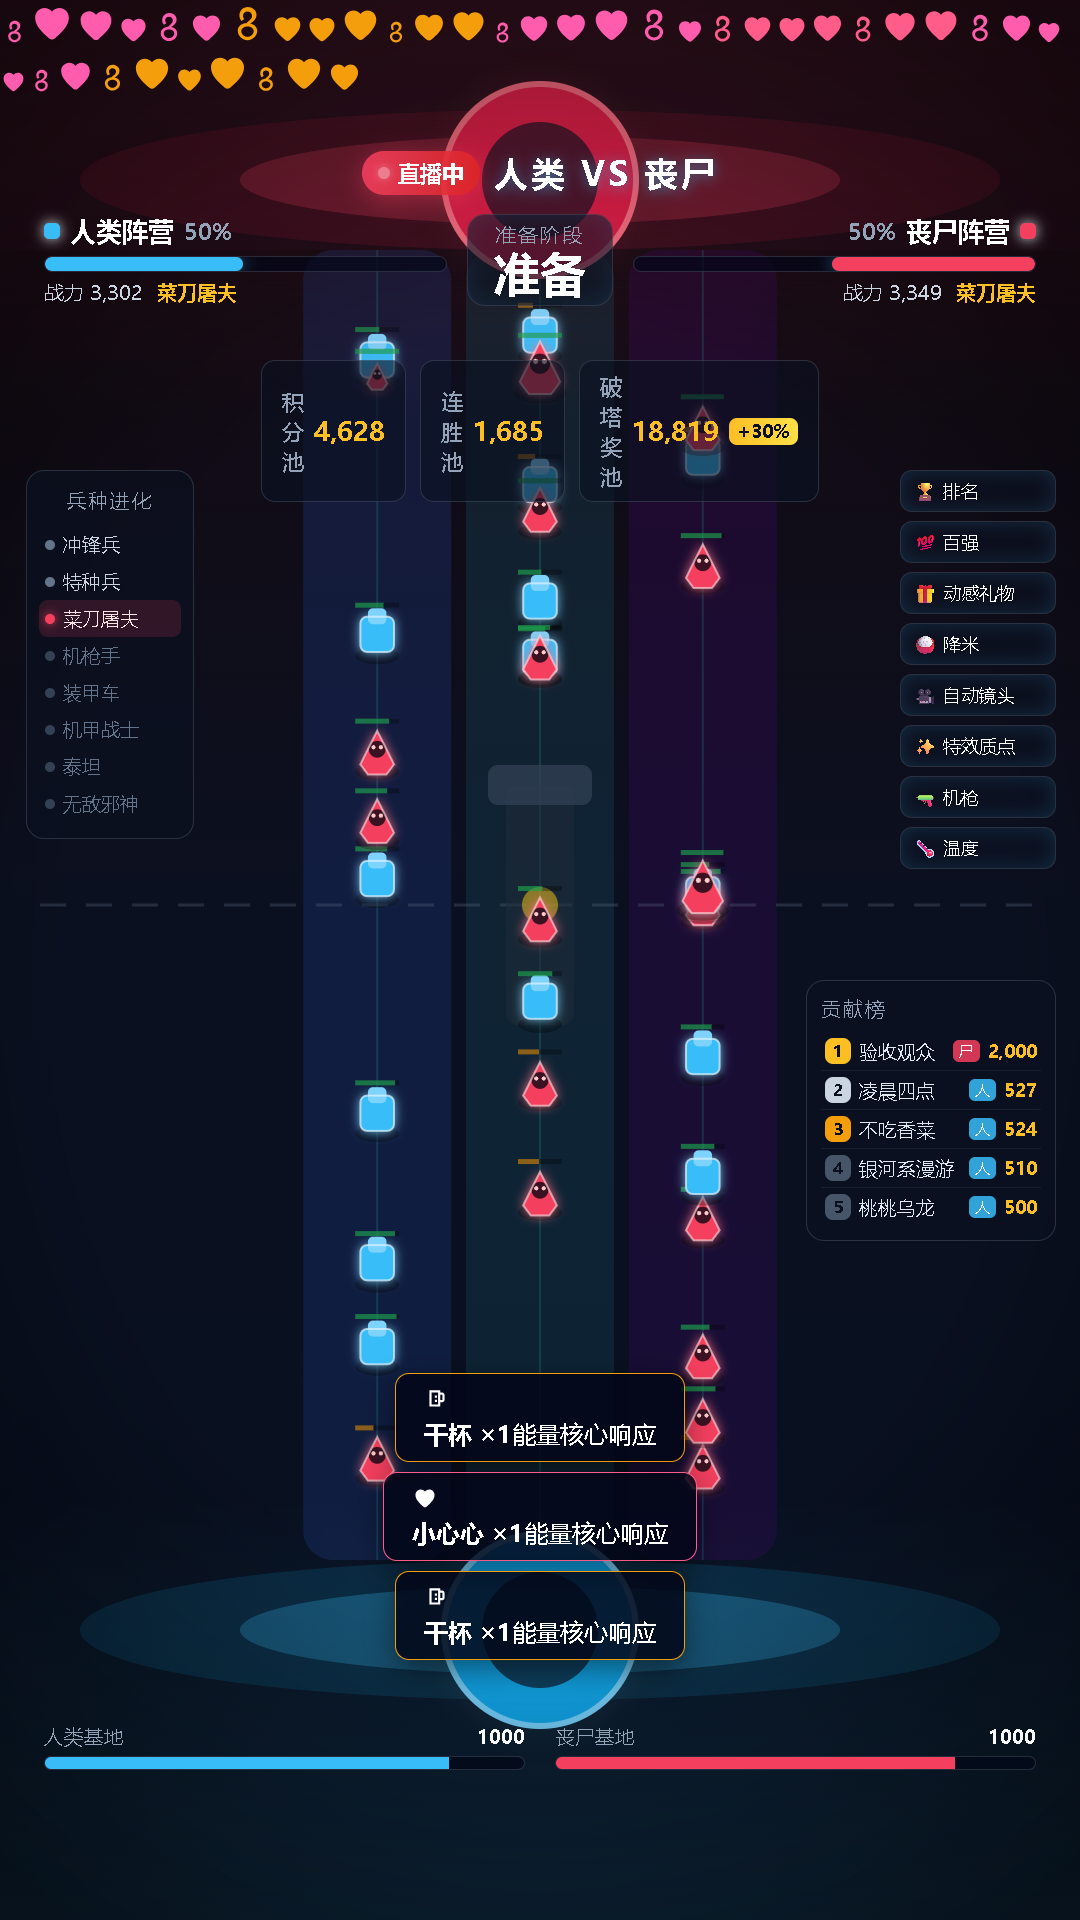 直播中
人类 VS 丧尸
人类阵营 50%
50% 丧尸阵营
准备阶段
准备
战力 3,302 菜刀屠夫
战力 3,349 菜刀屠夫
积分池 4,628
连胜池 1,685
破塔奖池 18,819 +30%
兵种进化
冲锋兵
特种兵
菜刀屠夫
机枪手
装甲车
机甲战士
泰坦
无敌邪神
排名
💯 百强
动感礼物
降米
自动镜头
特效质点
机枪
温度
贡献榜
1 验收观众 尸 2,000
2 凌晨四点 人 527
3 不吃香菜 人 524
4 银河系漫游 人 510
5 桃桃乌龙 人 500
干杯 ×1能量核心响应
小心心 ×1能量核心响应
干杯 ×1能量核心响应
人类基地 1000
丧尸基地 1000